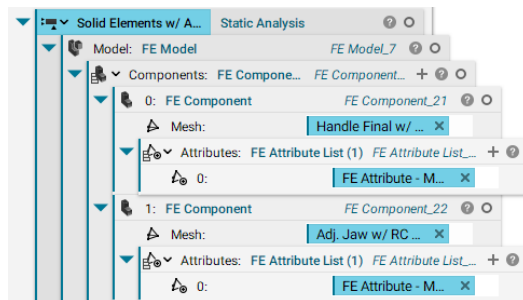 Solid Elements w/ A... Static Analysis
Model: FE Model FE Model_7
Components: FE Compone... FE Component... +
0: FE Component FE Component_21
Mesh: Handle Final w/ ... ×
Attributes: FE Attribute List (1) FE Attribute List_... +
0: FE Attribute - M... ×
1: FE Component FE Component_22
Mesh: Adj. Jaw w/ RC ... ×
Attributes: FE Attribute List (1) FE Attribute List_... +
0: FE Attribute - M... ×